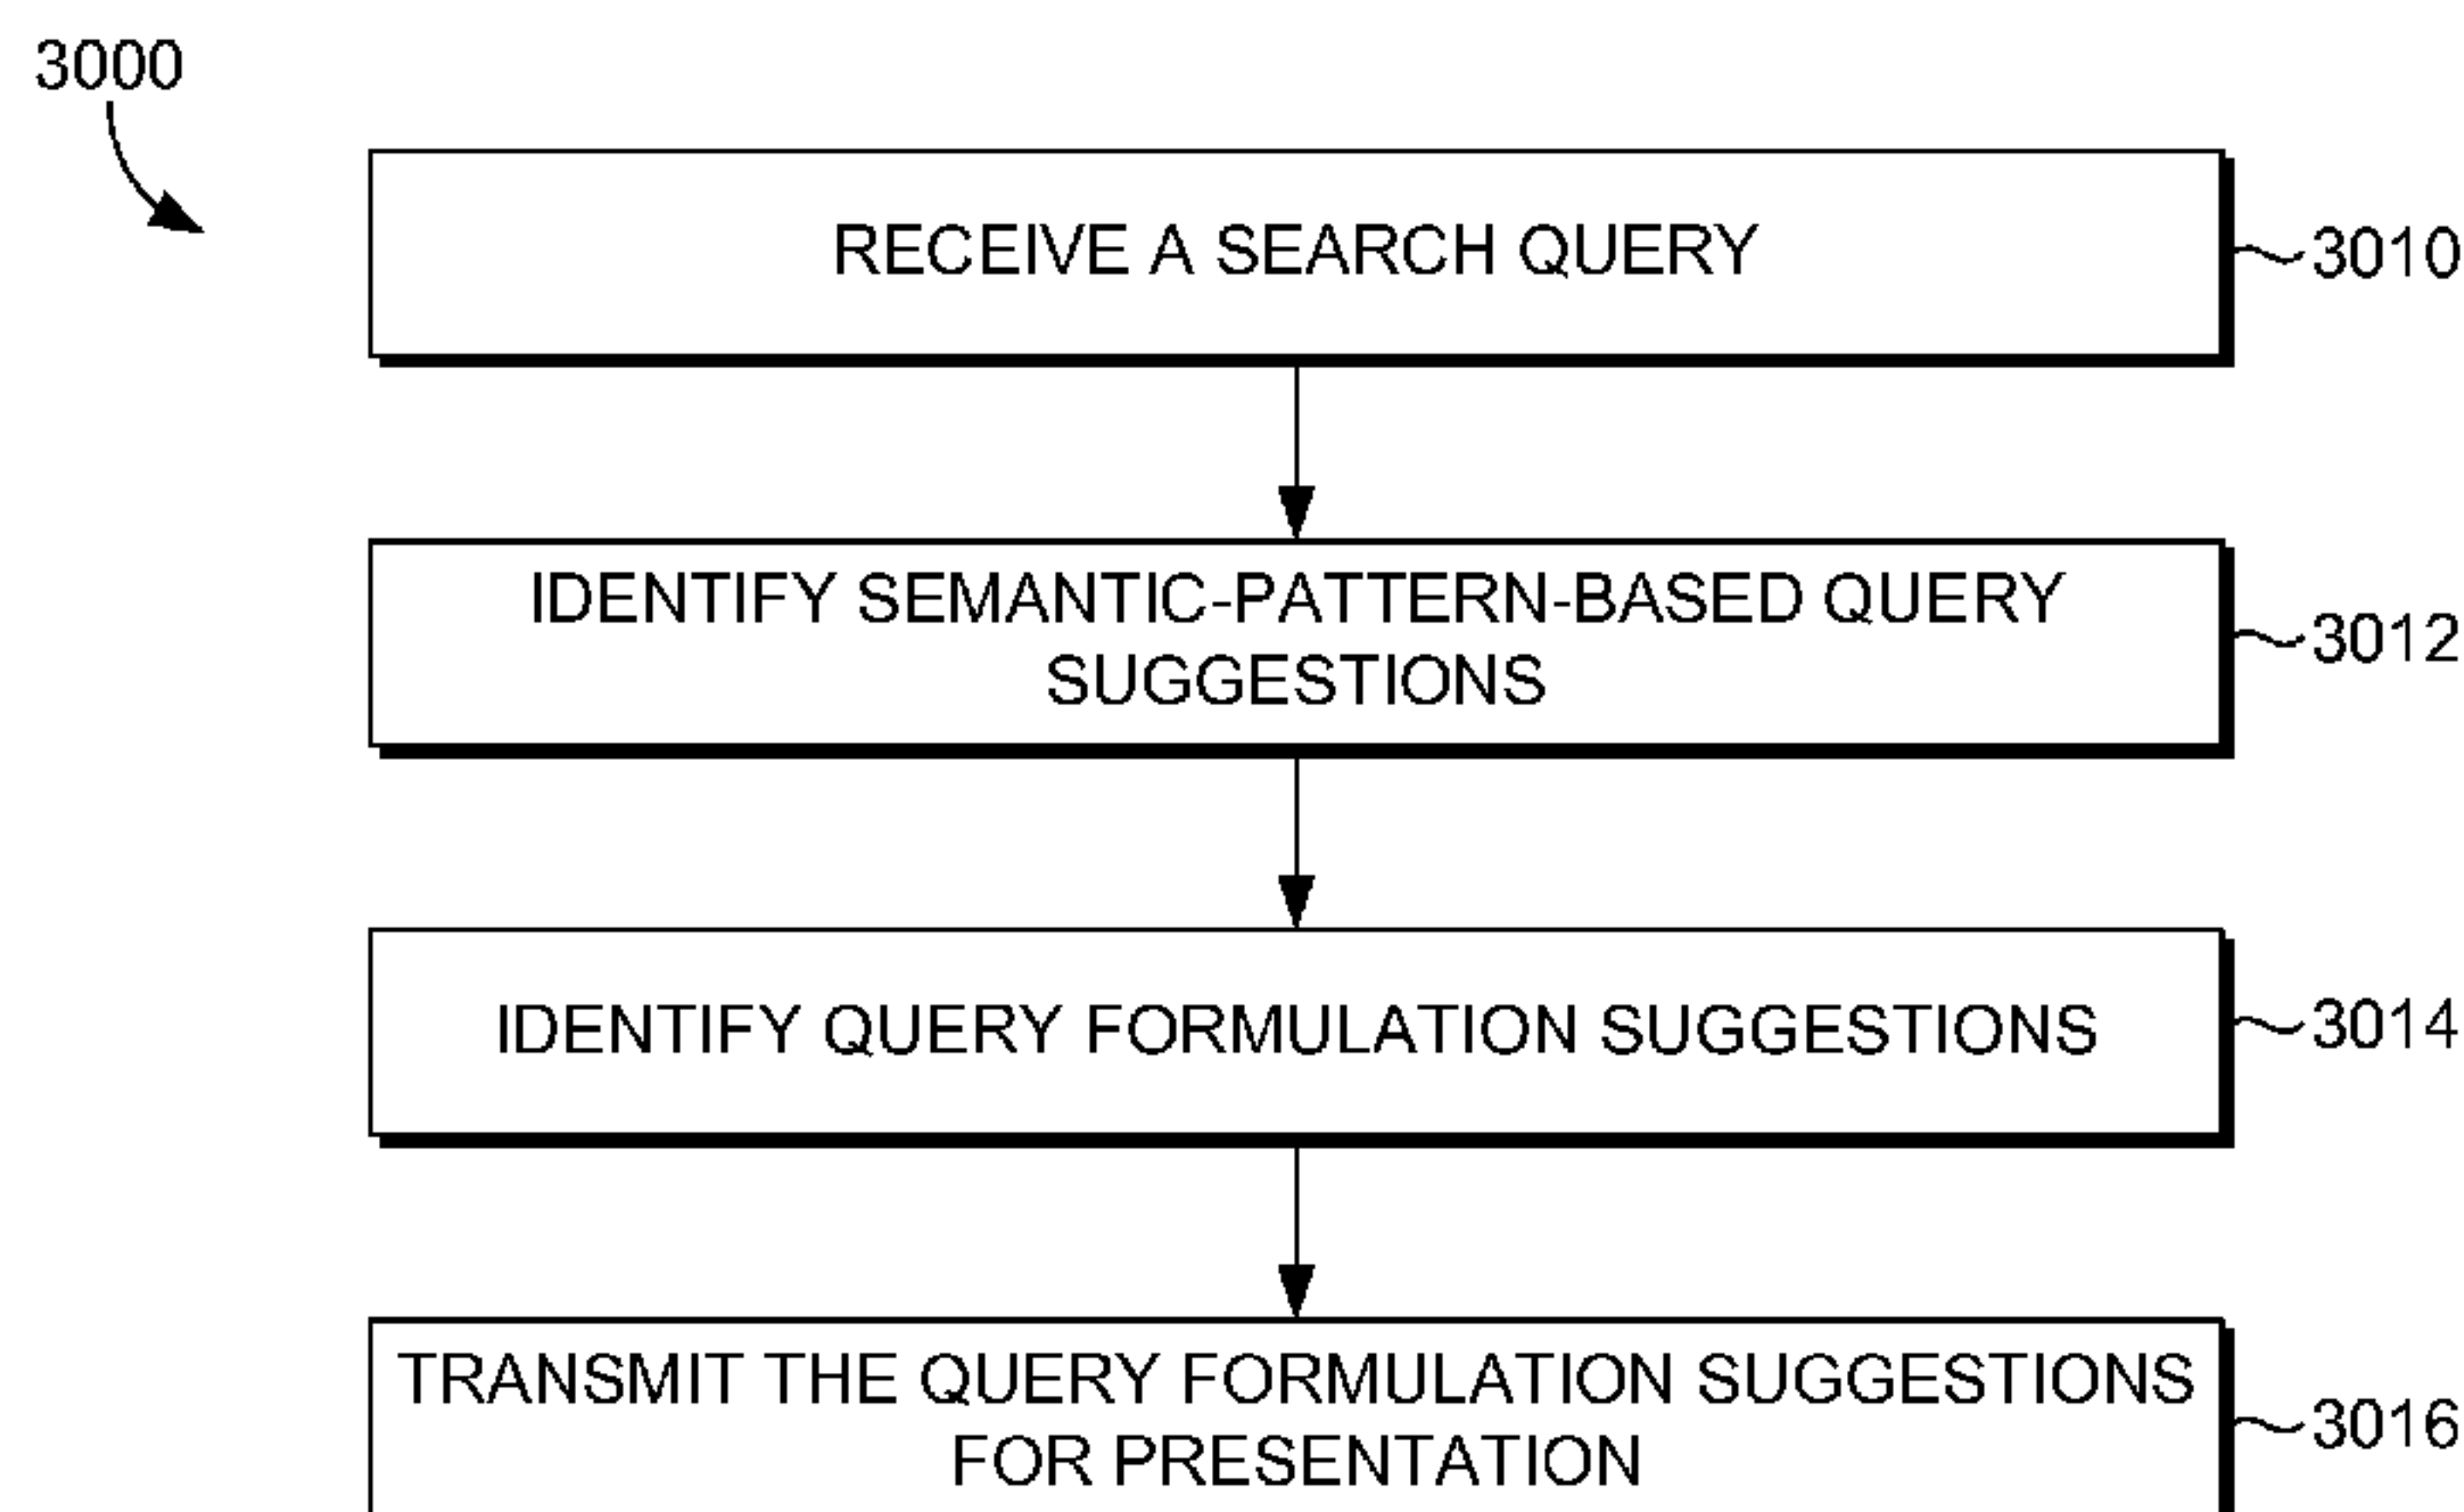 3000
RECEIVE A SEARCH QUERY
3010
IDENTIFY SEMANTIC-PATTERN-BASED QUERY
SUGGESTIONS
3012
IDENTIFY QUERY FORMULATION SUGGESTIONS
3014
TRANSMIT THE QUERY FORMULATION SUGGESTIONS
FOR PRESENTATION
3016